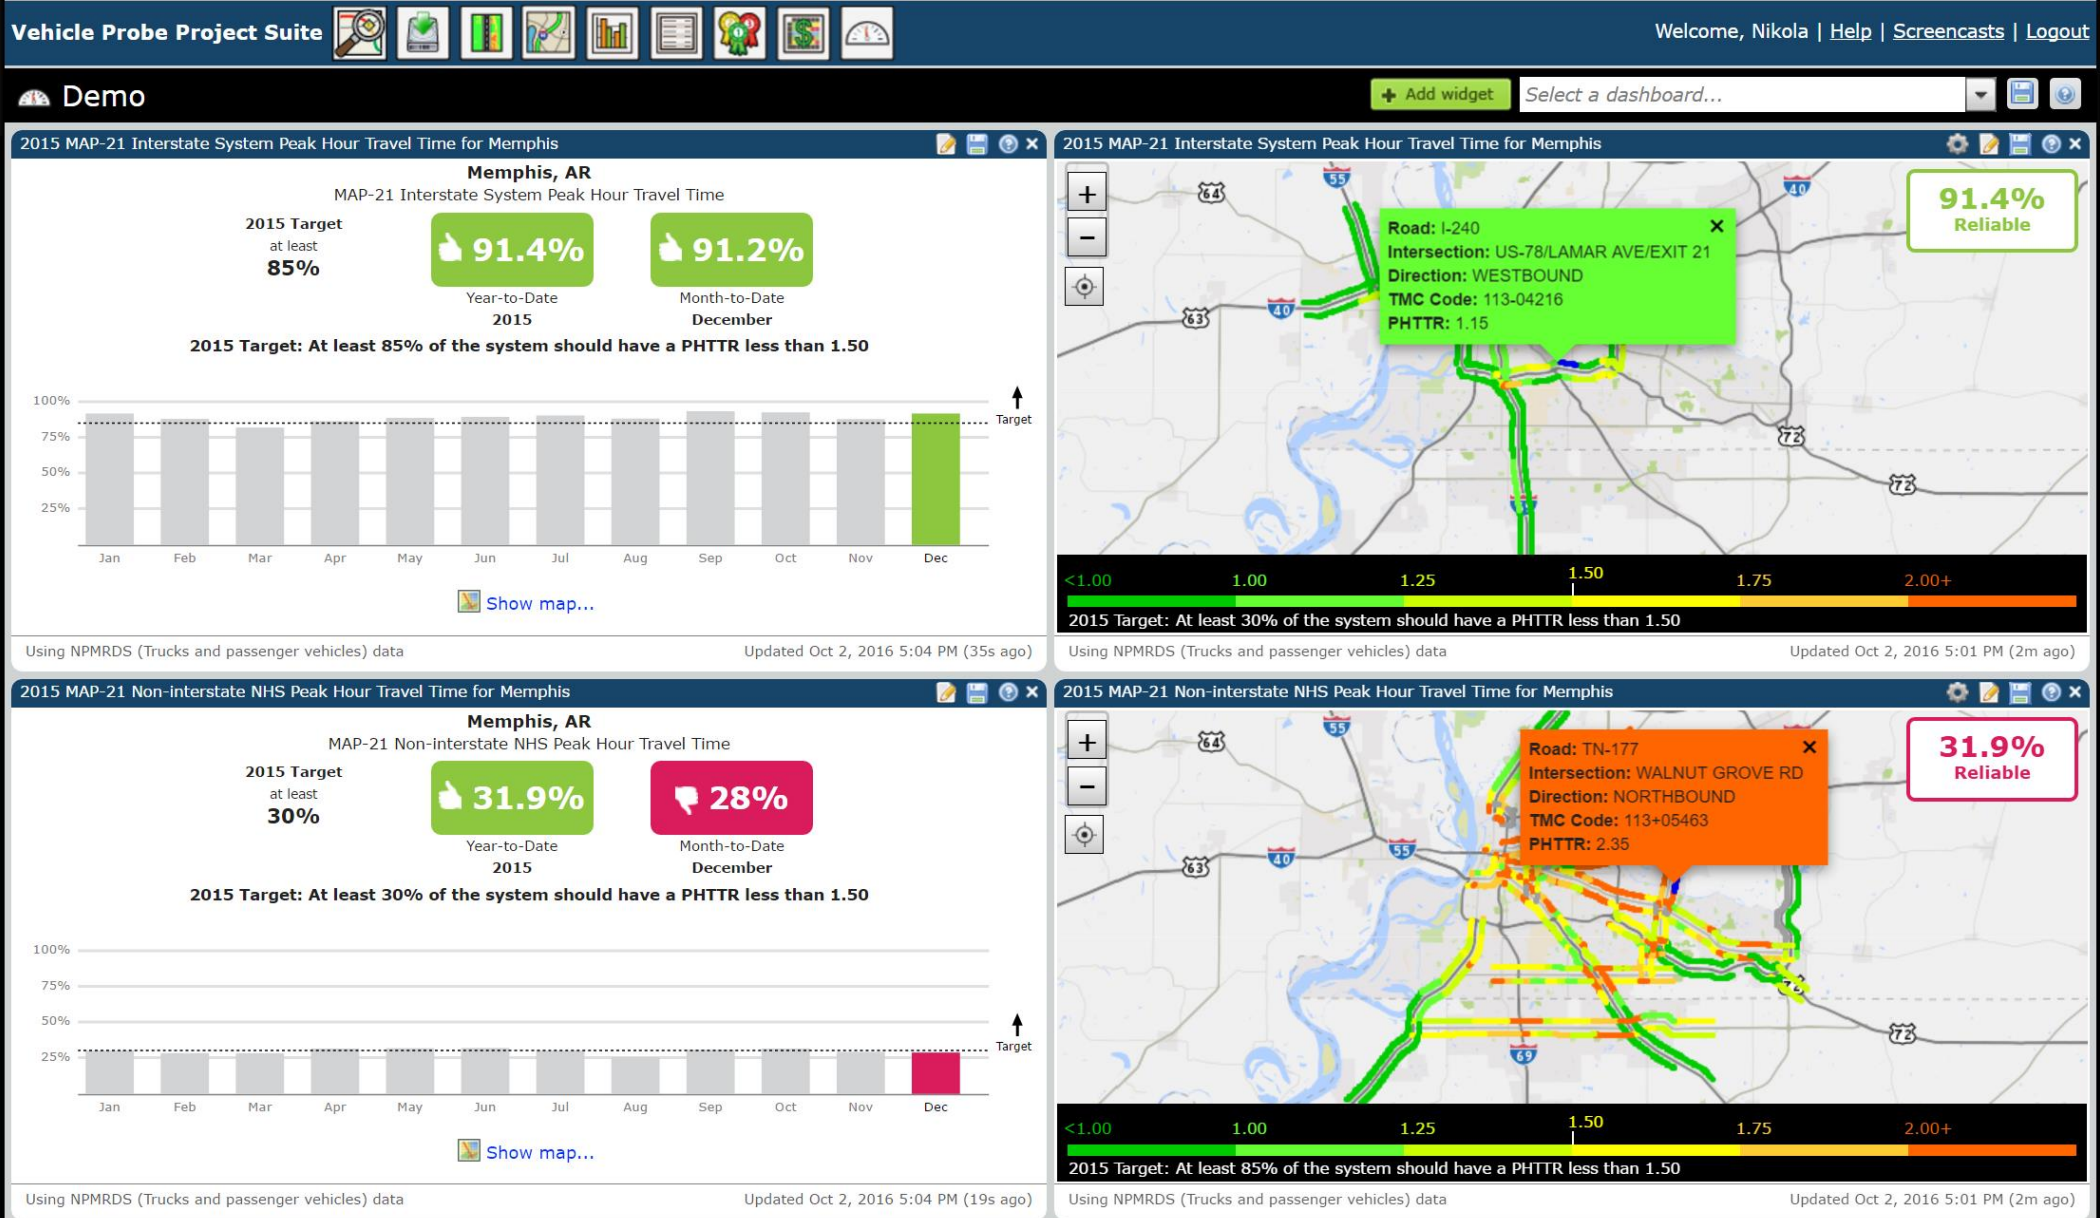 Vehicle Probe Project Suite
Welcome, Nikola | Help | Screencasts | Logout
Demo
Add widget
Select a dashboard...
2015 MAP-21 Interstate System Peak Hour Travel Time for Memphis
Memphis, AR
MAP-21 Interstate System Peak Hour Travel Time
2015 Target
at least
85%
91.4%
Year-to-Date
2015
91.2%
Month-to-Date
December
2015 Target: At least 85% of the system should have a PHTTR less than 1.50
100%
75%
50%
25%
Target
Jan Feb Mar Apr May Jun Jul Aug Sep Oct Nov Dec
Show map...
Using NPMRDS (Trucks and passenger vehicles) data
Updated Oct 2, 2016 5:04 PM (35s ago)
2015 MAP-21 Interstate System Peak Hour Travel Time for Memphis
+
−
64
55
40
63
40
72
72
Road: I-240
Intersection: US-78/LAMAR AVE/EXIT 21
Direction: WESTBOUND
TMC Code: 113-04216
PHTTR: 1.15
91.4%
Reliable
<1.00 1.00 1.25 1.50 1.75 2.00+
2015 Target: At least 30% of the system should have a PHTTR less than 1.50
Using NPMRDS (Trucks and passenger vehicles) data
Updated Oct 2, 2016 5:01 PM (2m ago)
2015 MAP-21 Non-interstate NHS Peak Hour Travel Time for Memphis
Memphis, AR
MAP-21 Non-interstate NHS Peak Hour Travel Time
2015 Target
at least
30%
31.9%
Year-to-Date
2015
28%
Month-to-Date
December
2015 Target: At least 30% of the system should have a PHTTR less than 1.50
100%
75%
50%
25%
Target
Jan Feb Mar Apr May Jun Jul Aug Sep Oct Nov Dec
Show map...
Using NPMRDS (Trucks and passenger vehicles) data
Updated Oct 2, 2016 5:04 PM (19s ago)
2015 MAP-21 Non-interstate NHS Peak Hour Travel Time for Memphis
+
−
64
55
63
40
55
72
72
69
Road: TN-177
Intersection: WALNUT GROVE RD
Direction: NORTHBOUND
TMC Code: 113+05463
PHTTR: 2.35
31.9%
Reliable
<1.00 1.00 1.25 1.50 1.75 2.00+
2015 Target: At least 85% of the system should have a PHTTR less than 1.50
Using NPMRDS (Trucks and passenger vehicles) data
Updated Oct 2, 2016 5:01 PM (2m ago)